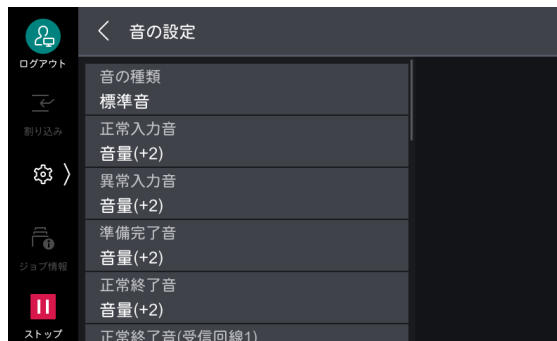 ログアウト
割り込み
ジョブ情報
ストップ
音の設定
音の種類
標準音
正常入力音
音量(+2)
異常入力音
音量(+2)
準備完了音
音量(+2)
正常終了音
音量(+2)
正常終了音(受信回線1)